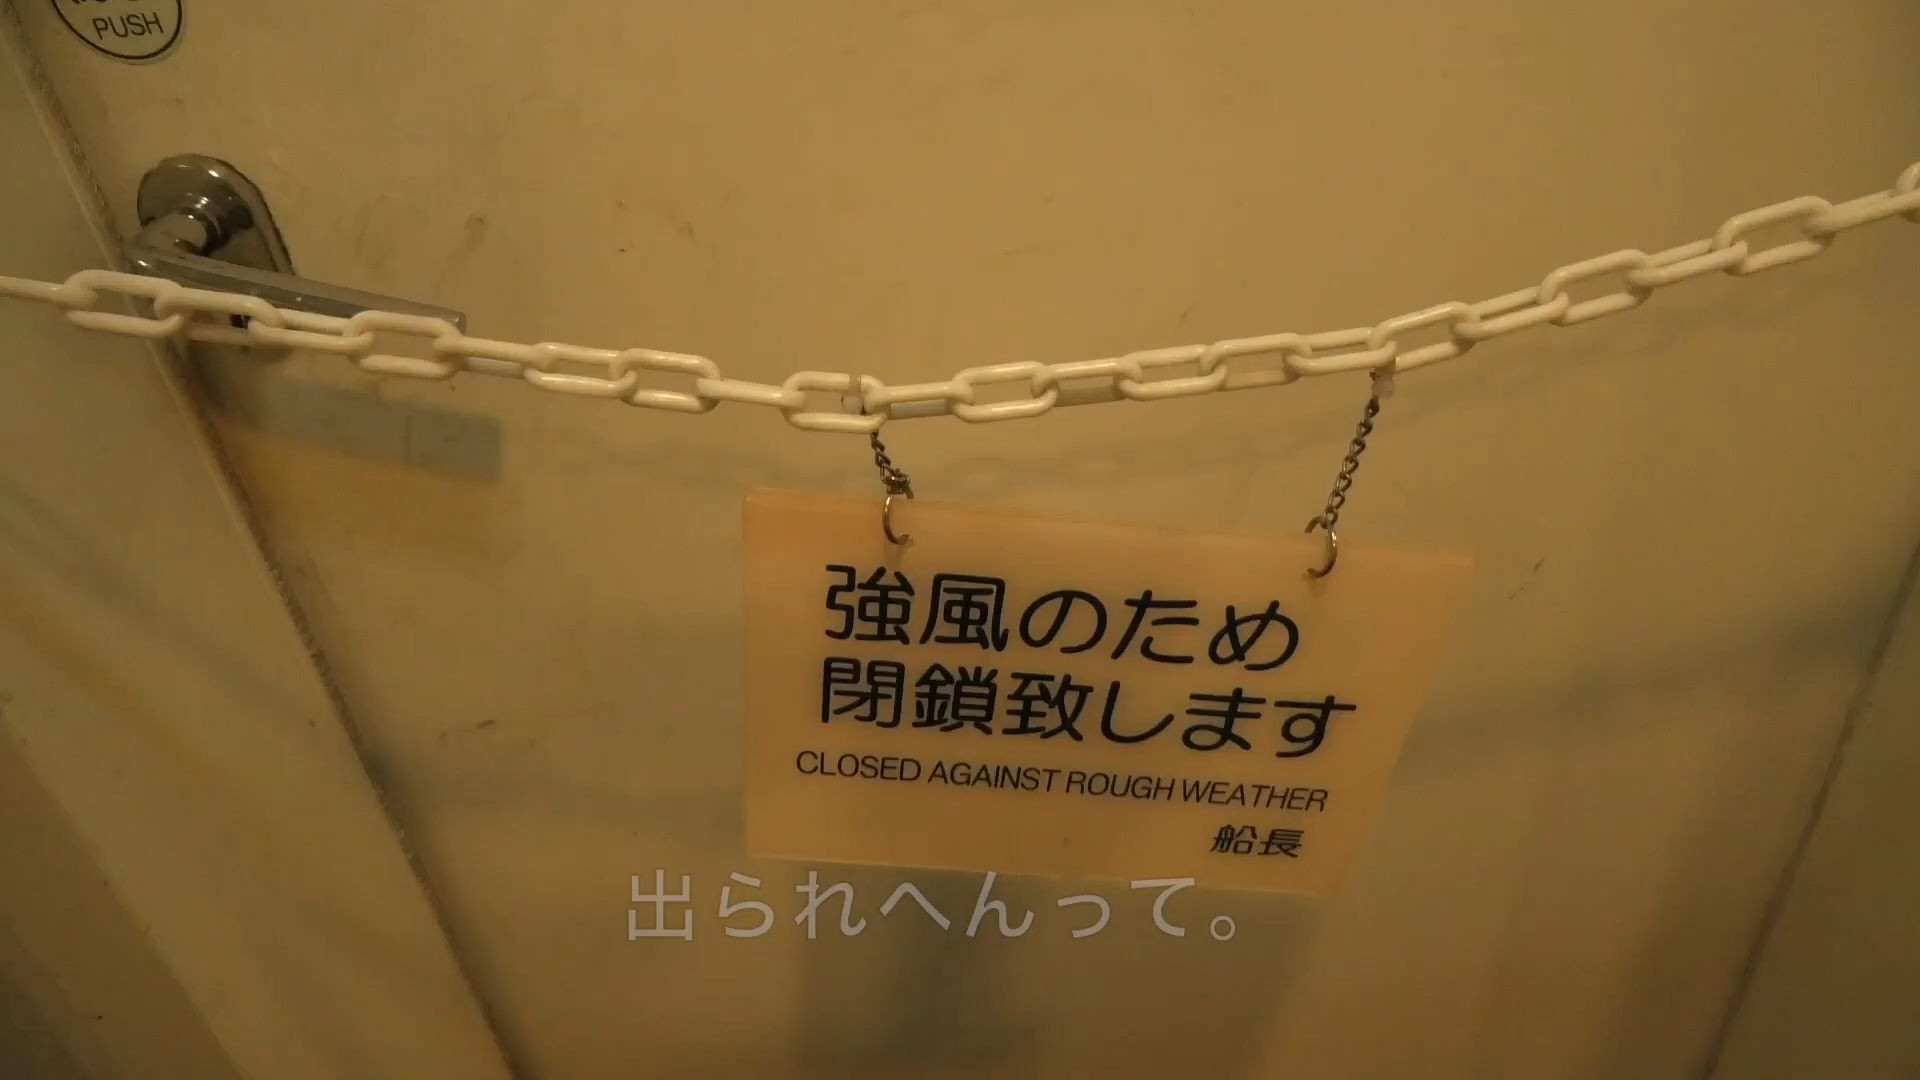 PUSH
強風のため
閉鎖致します
CLOSED AGAINST ROUGH WEATHER
船長
出られへんって。